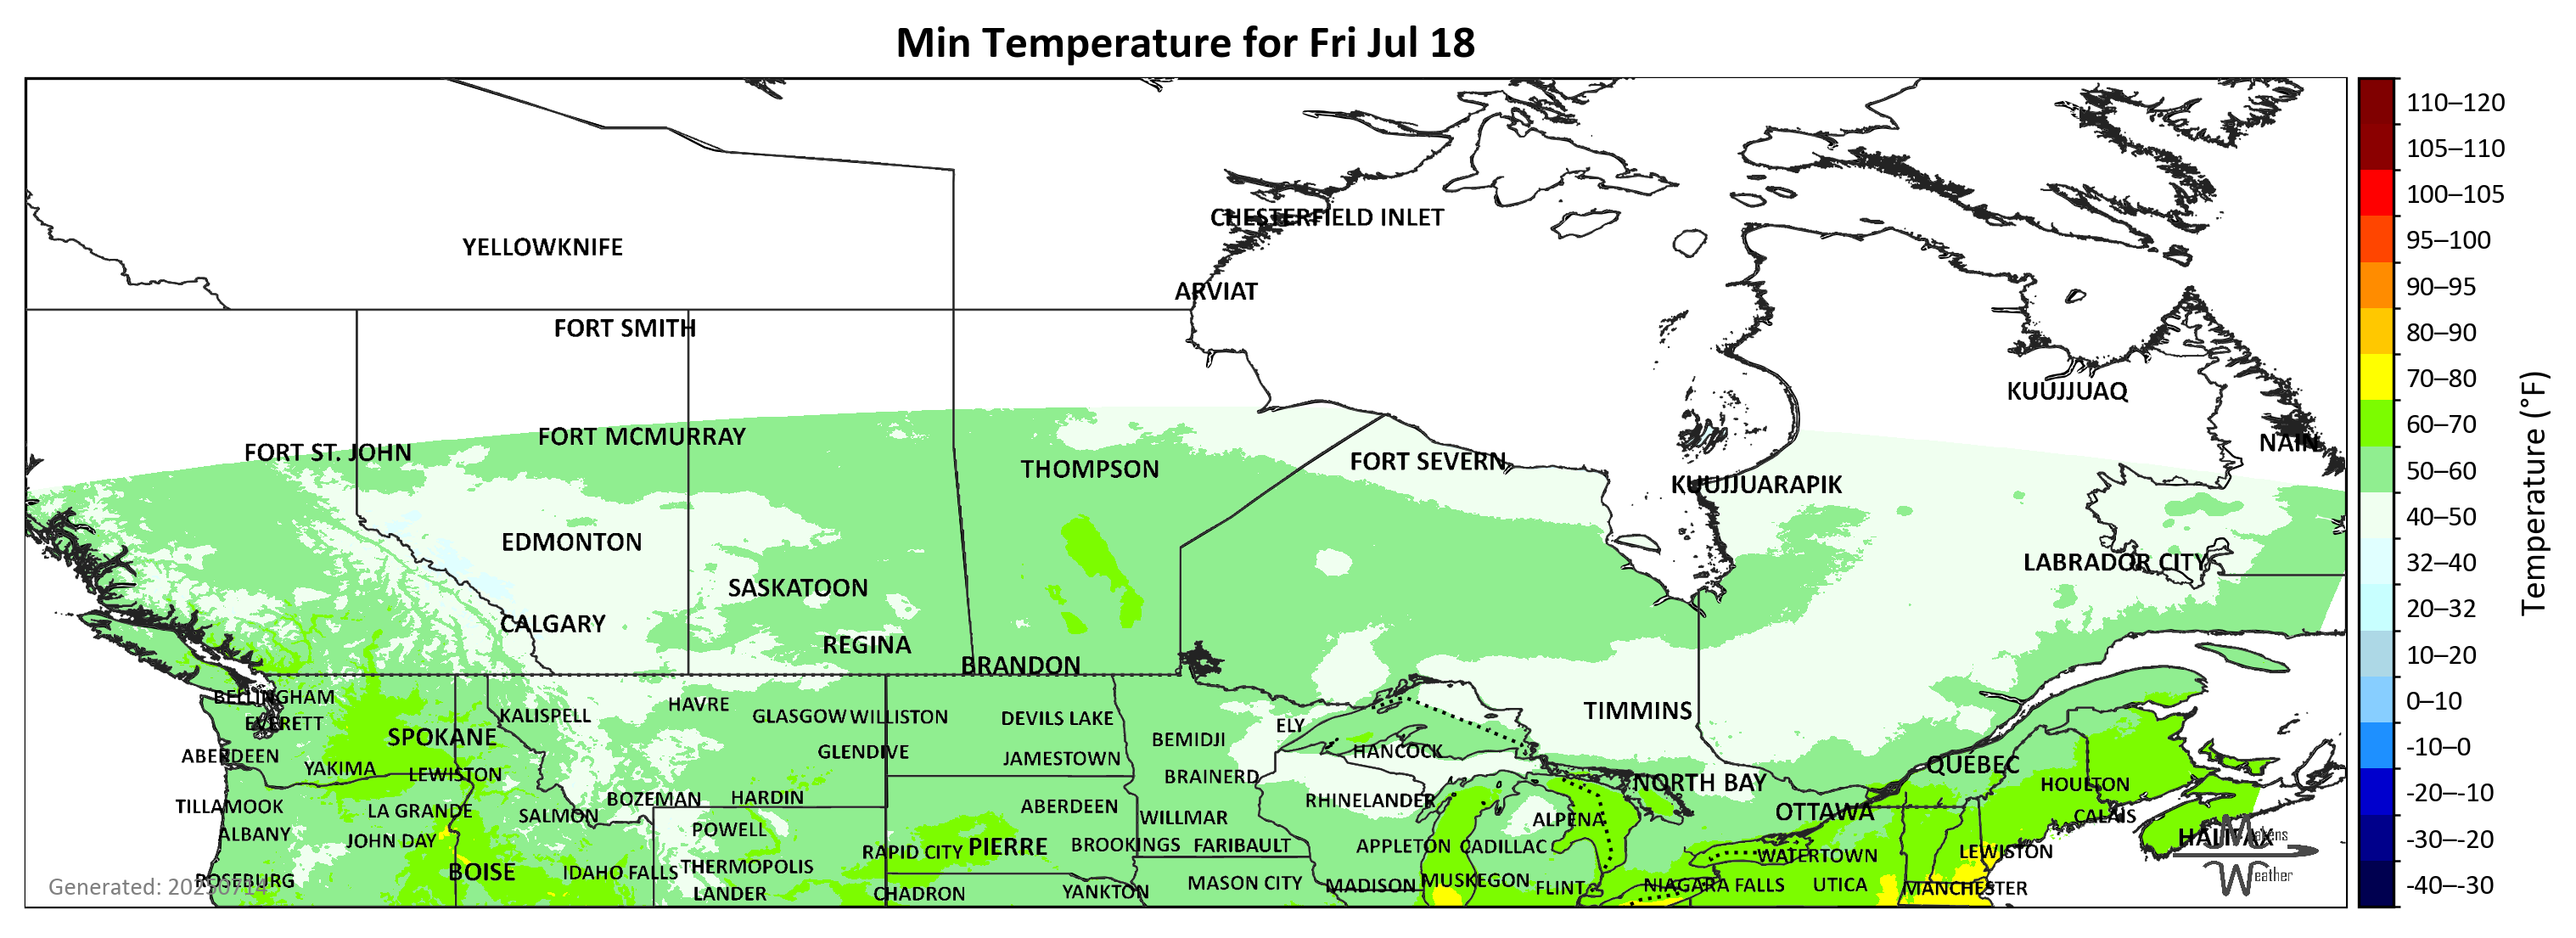 Min Temperature for Fri Jul 18
110–120
105–110
CHESTERFIELD INLET
100–105
YELLOWKNIFE
95–100
ARVIAT
90–95
FORT SMITH
80–90
KUUJJUAQ
70–80
FORT MCMURRAY
60–70
FORT ST. JOHN
NAIN
THOMPSON
FORT SEVERN
50–60
KUUJJUARAPIK
40–50
EDMONTON
LABRADOR CITY
32–40
SASKATOON
20–32
CALGARY
REGINA
10–20
BRANDON
Temperature (°F)
BELLINGHAM
HAVRE
0–10
KALISPELL
GLASGOW
WILLISTON
DEVILS LAKE
TIMMINS
EVERETT
ELY
SPOKANE
BEMIDJI
-10–0
ABERDEEN
GLENDIVE
JAMESTOWN
HANCOCK
QUÉBEC
YAKIMA
LEWISTON
BRAINERD
NORTH BAY
HOULTON
-20–-10
TILLAMOOK
LA GRANDE
SALMON
BOZEMAN
HARDIN
ABERDEEN
WILLMAR
RHINELANDER
ALPENA
OTTAWA
CALAIS
ALBANY
JOHN DAY
POWELL
RAPID CITY
PIERRE
BROOKINGS
FARIBAULT
APPLETON
CADILLAC
WATERTOWN
LEWISTON
HALIFAX
Makens
-30–-20
BOISE
IDAHO FALLS
THERMOPOLIS
Weather
ROSEBURG
Generated: 20250714
LANDER
CHADRON
YANKTON
MASON CITY
MADISON
MUSKEGON
FLINT
NIAGARA FALLS
UTICA
MANCHESTER
-40–-30